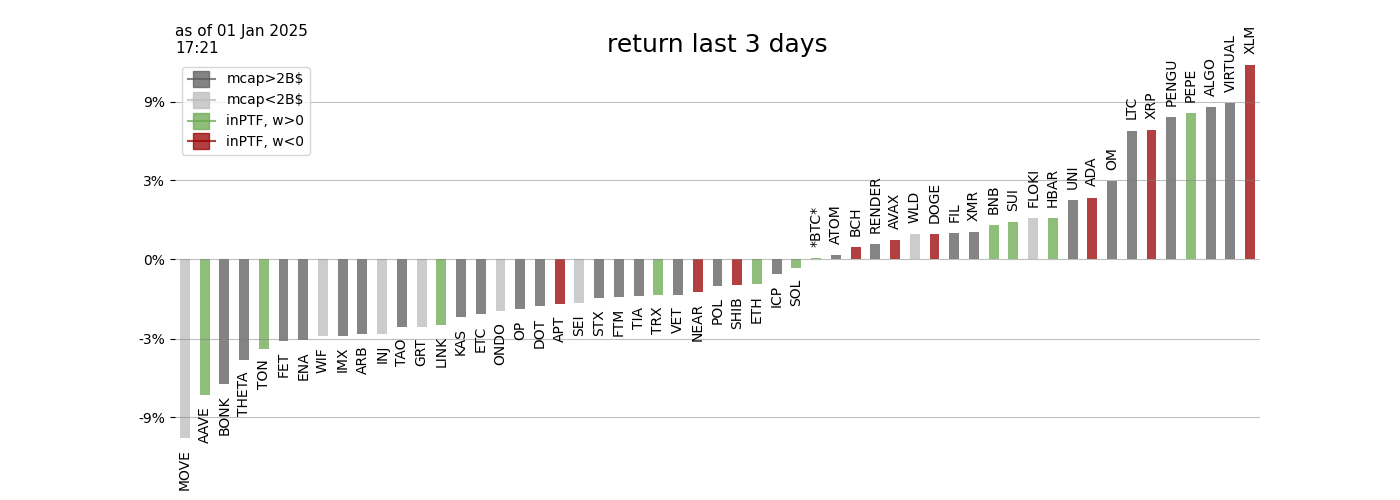 as of 01 Jan 2025
17:21
return last 3 days
mcap>2B$
mcap<2B$
inPTF, w>0
inPTF, w<0
9%
3%
0%
-3%
-9%
MOVE
AAVE
BONK
THETA
TON
FET
ENA
WIF
IMX
ARB
INJ
TAO
GRT
LINK
KAS
ETC
ONDO
OP
DOT
APT
SEI
STX
FTM
TIA
TRX
VET
NEAR
POL
SHIB
ETH
ICP
SOL
*BTC*
ATOM
BCH
RENDER
AVAX
WLD
DOGE
FIL
XMR
BNB
SUI
FLOKI
HBAR
UNI
ADA
OM
LTC
XRP
PENGU
PEPE
ALGO
VIRTUAL
XLM